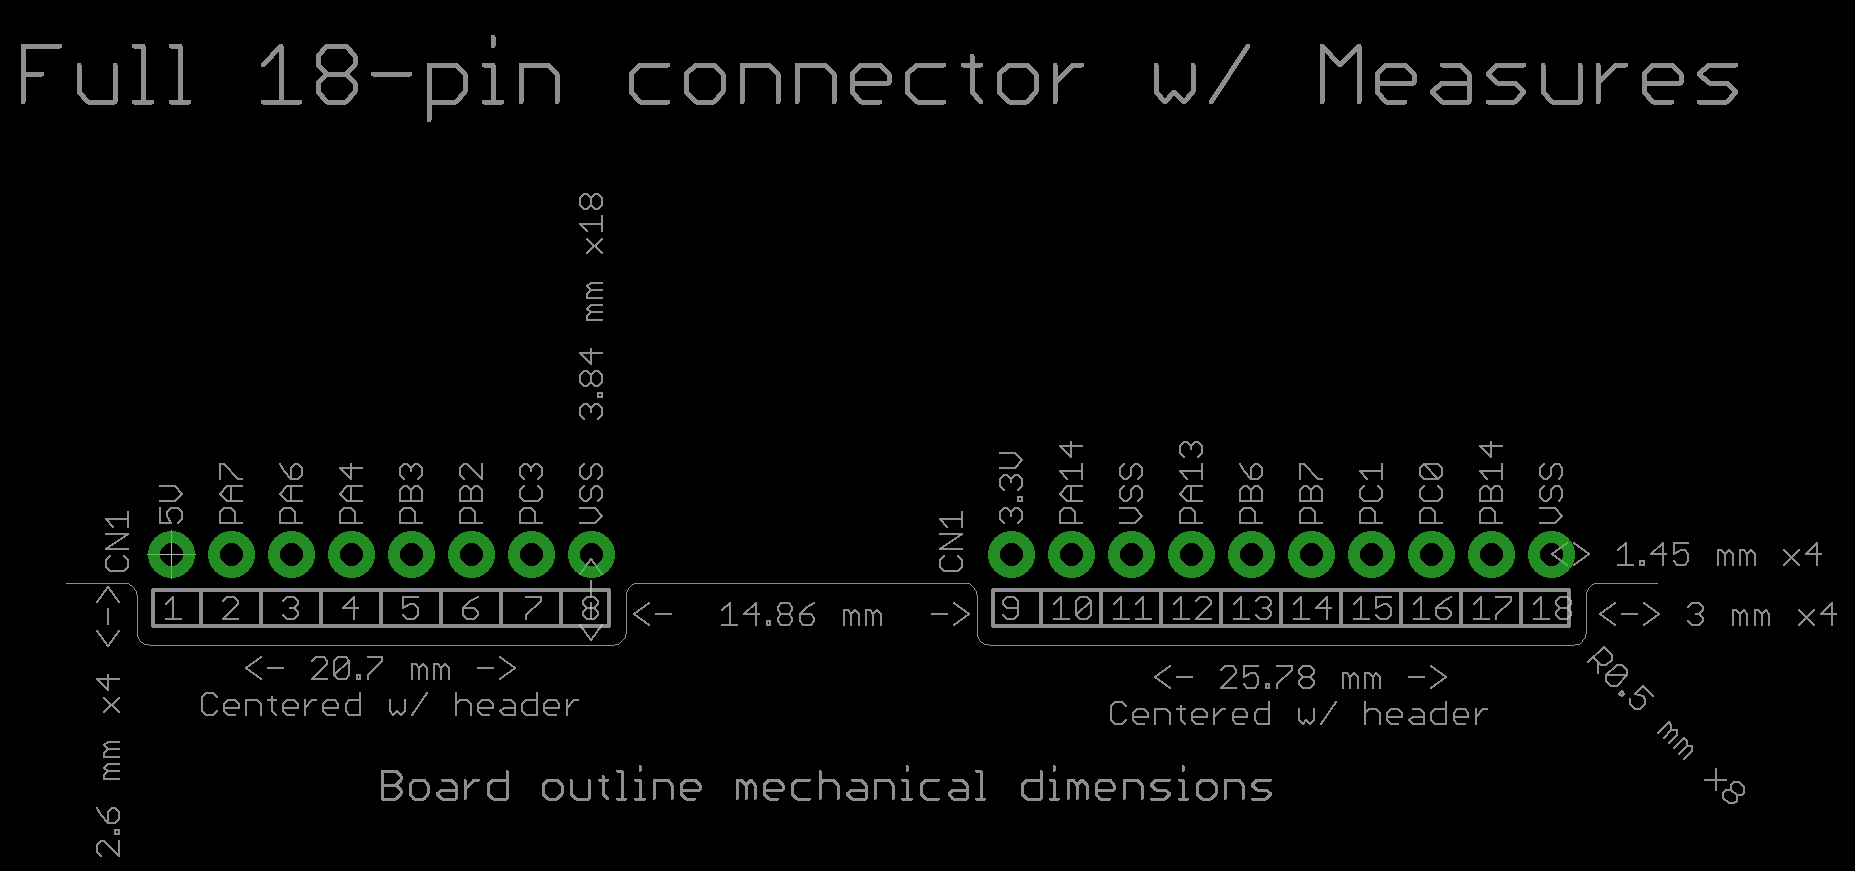 Full 18-pin connector w/ Measures
3.84 mm x18
CN1
5V
PA7
PA6
PA4
PB3
PB2
PC3
VSS
CN1
3.3V
PA14
VSS
PA13
PB6
PB7
PC1
PC0
PB14
VSS
<> 1.45 mm x4
1 2 3 4 5 6 7 8
<- 14.86 mm ->
9 10 11 12 13 14 15 16 17 18
<-> 3 mm x4
<-> 2.6 mm x4
<- 20.7 mm ->
Centered w/ header
<- 25.78 mm ->
Centered w/ header
R0.5 mm x8
Board outline mechanical dimensions